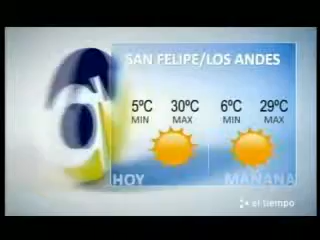 SAN FELIPE/LOS ANDES
5ºC 30ºC 6ºC 29ºC
MIN MAX MIN MAX
HOY MAÑANA
el tiempo